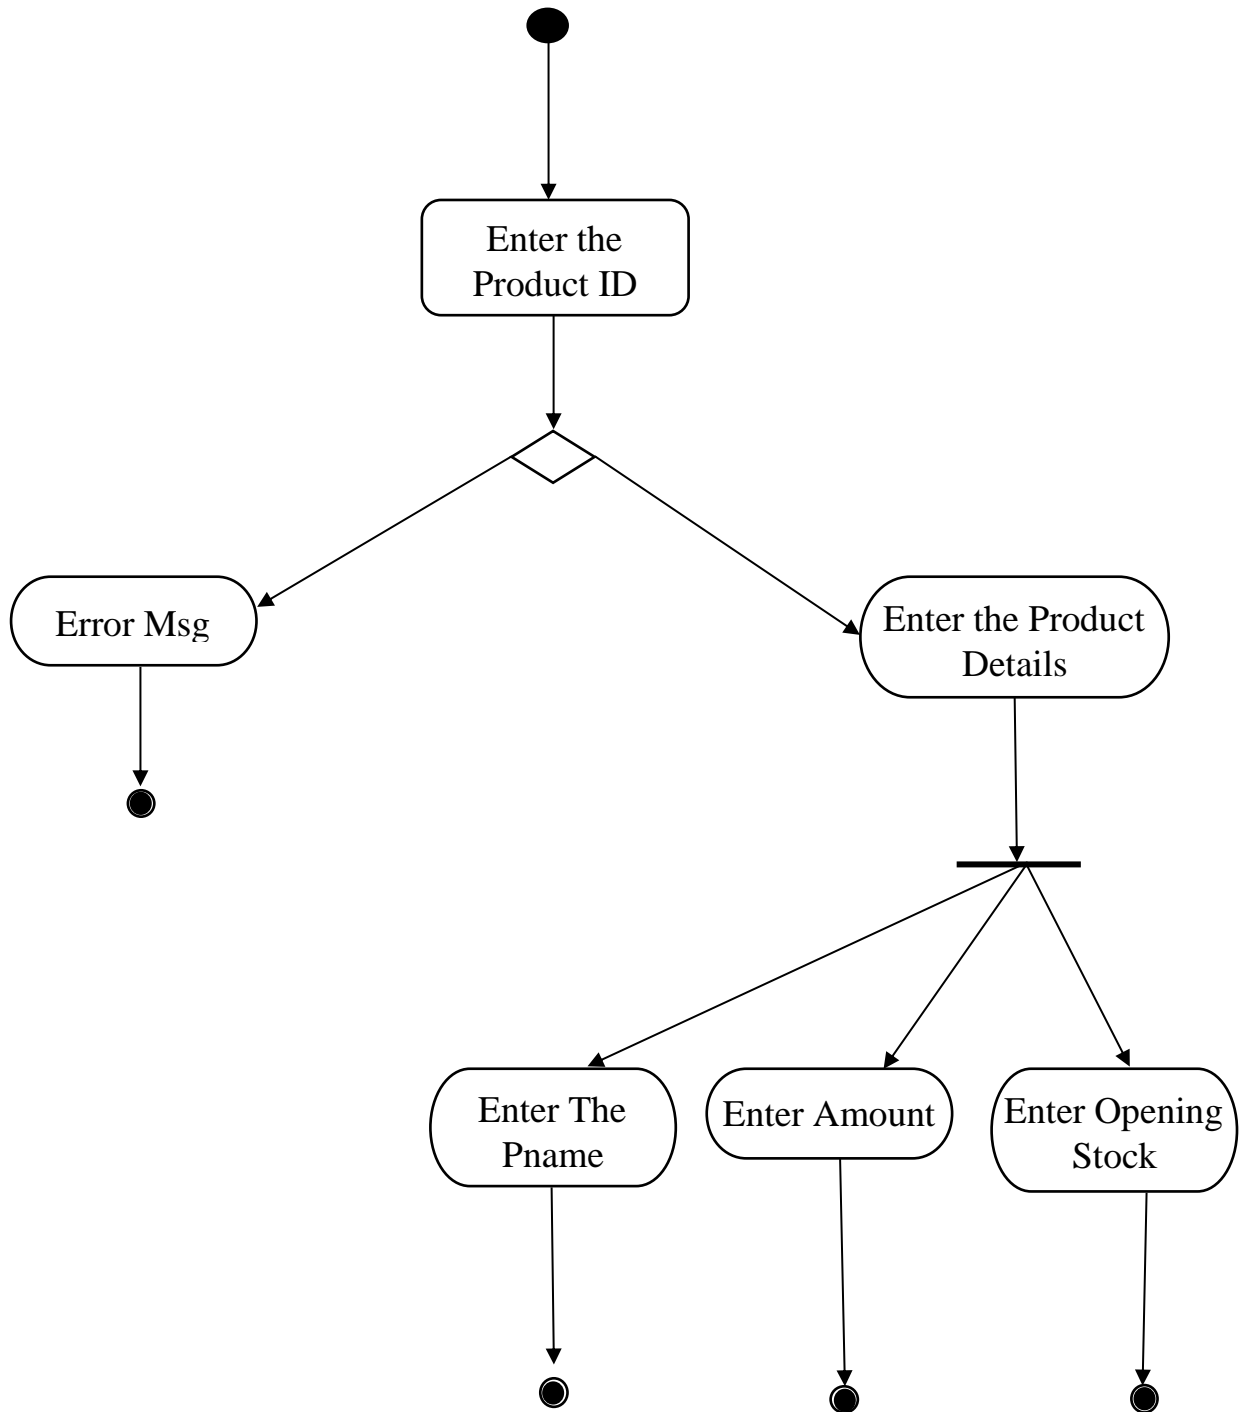 Enter the
Product ID
Error Msg
Enter the Product
Details
Enter The
Pname
Enter Amount
Enter Opening
Stock